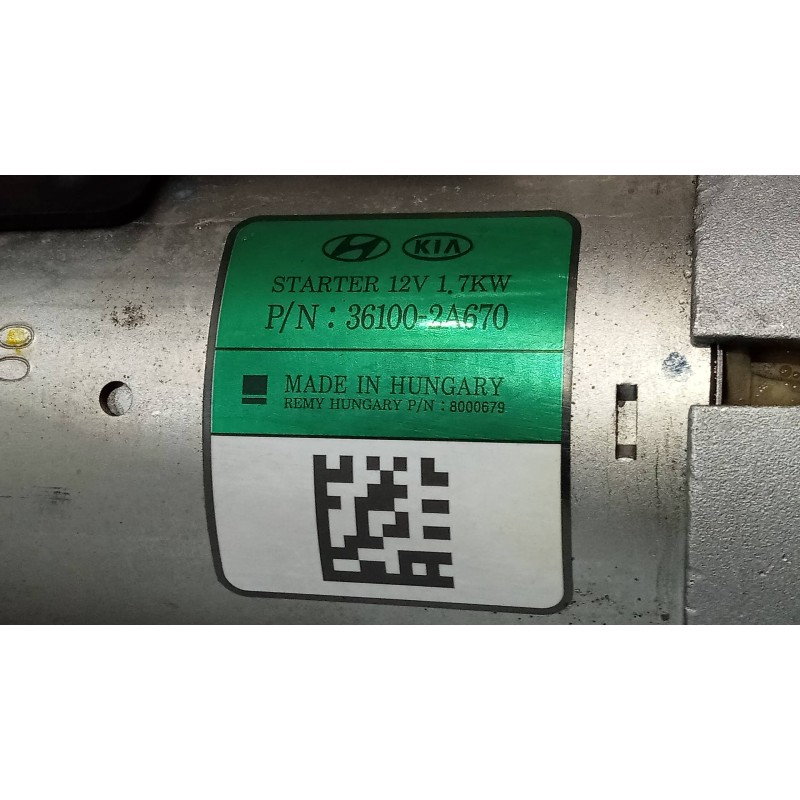 KIA
STARTER 12V 1.7KW
P/N : 36100-2A670
MADE IN HUNGARY
REMY HUNGARY P/N : 8000679